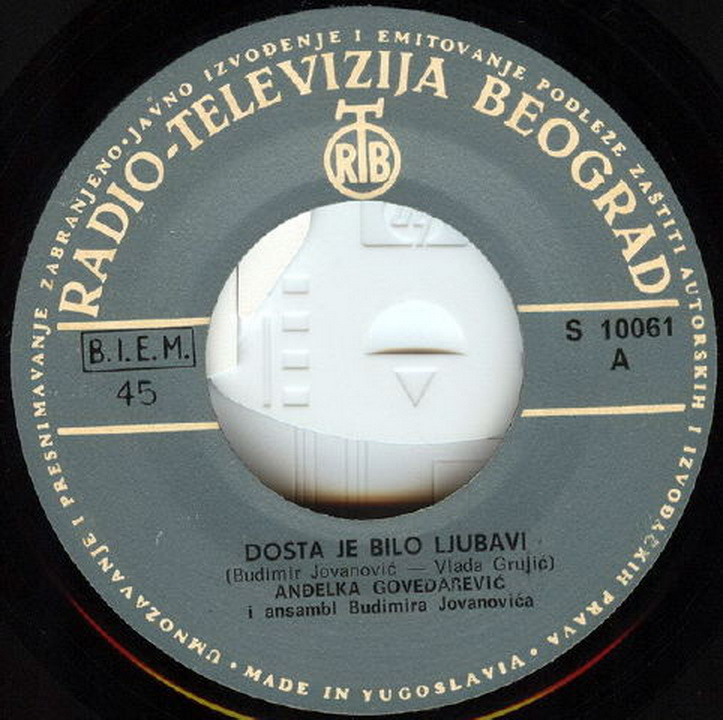 UMNOŽAVANJE I PRESNIMAVANJE ZABRANJENO • JAVNO IZVOĐENJE I EMITOVANJE PODLEŽE ZAŠTITI AUTORSKIH I IZVOĐAČKIH PRAVA •
RADIO-TELEVIZIJA BEOGRAD
RTB
B.I.E.M.
45
S 10061
A
DOSTA JE BILO LJUBAVI
(Budimir Jovanović — Vlada Grujić)
ANĐELKA GOVEDAREVIĆ
i ansambl Budimira Jovanovića
• MADE IN YUGOSLAVIA •